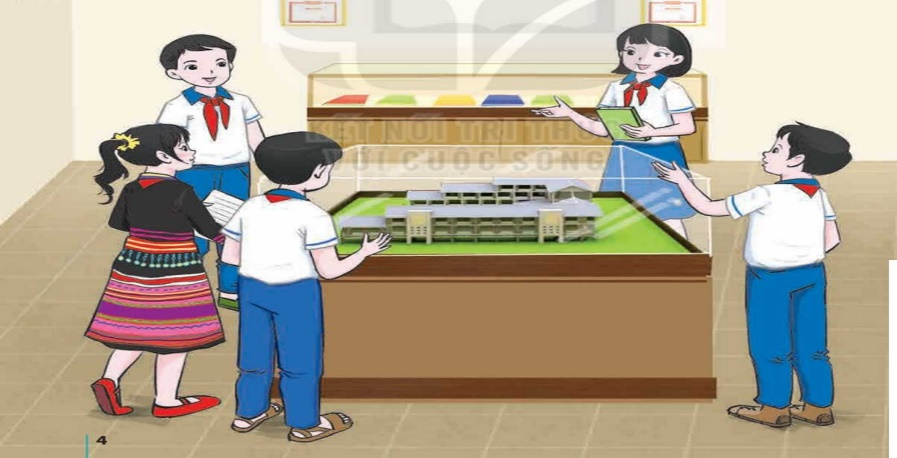 KẾT NỐI TRI THỨC
VỚI CUỘC SỐNG
4